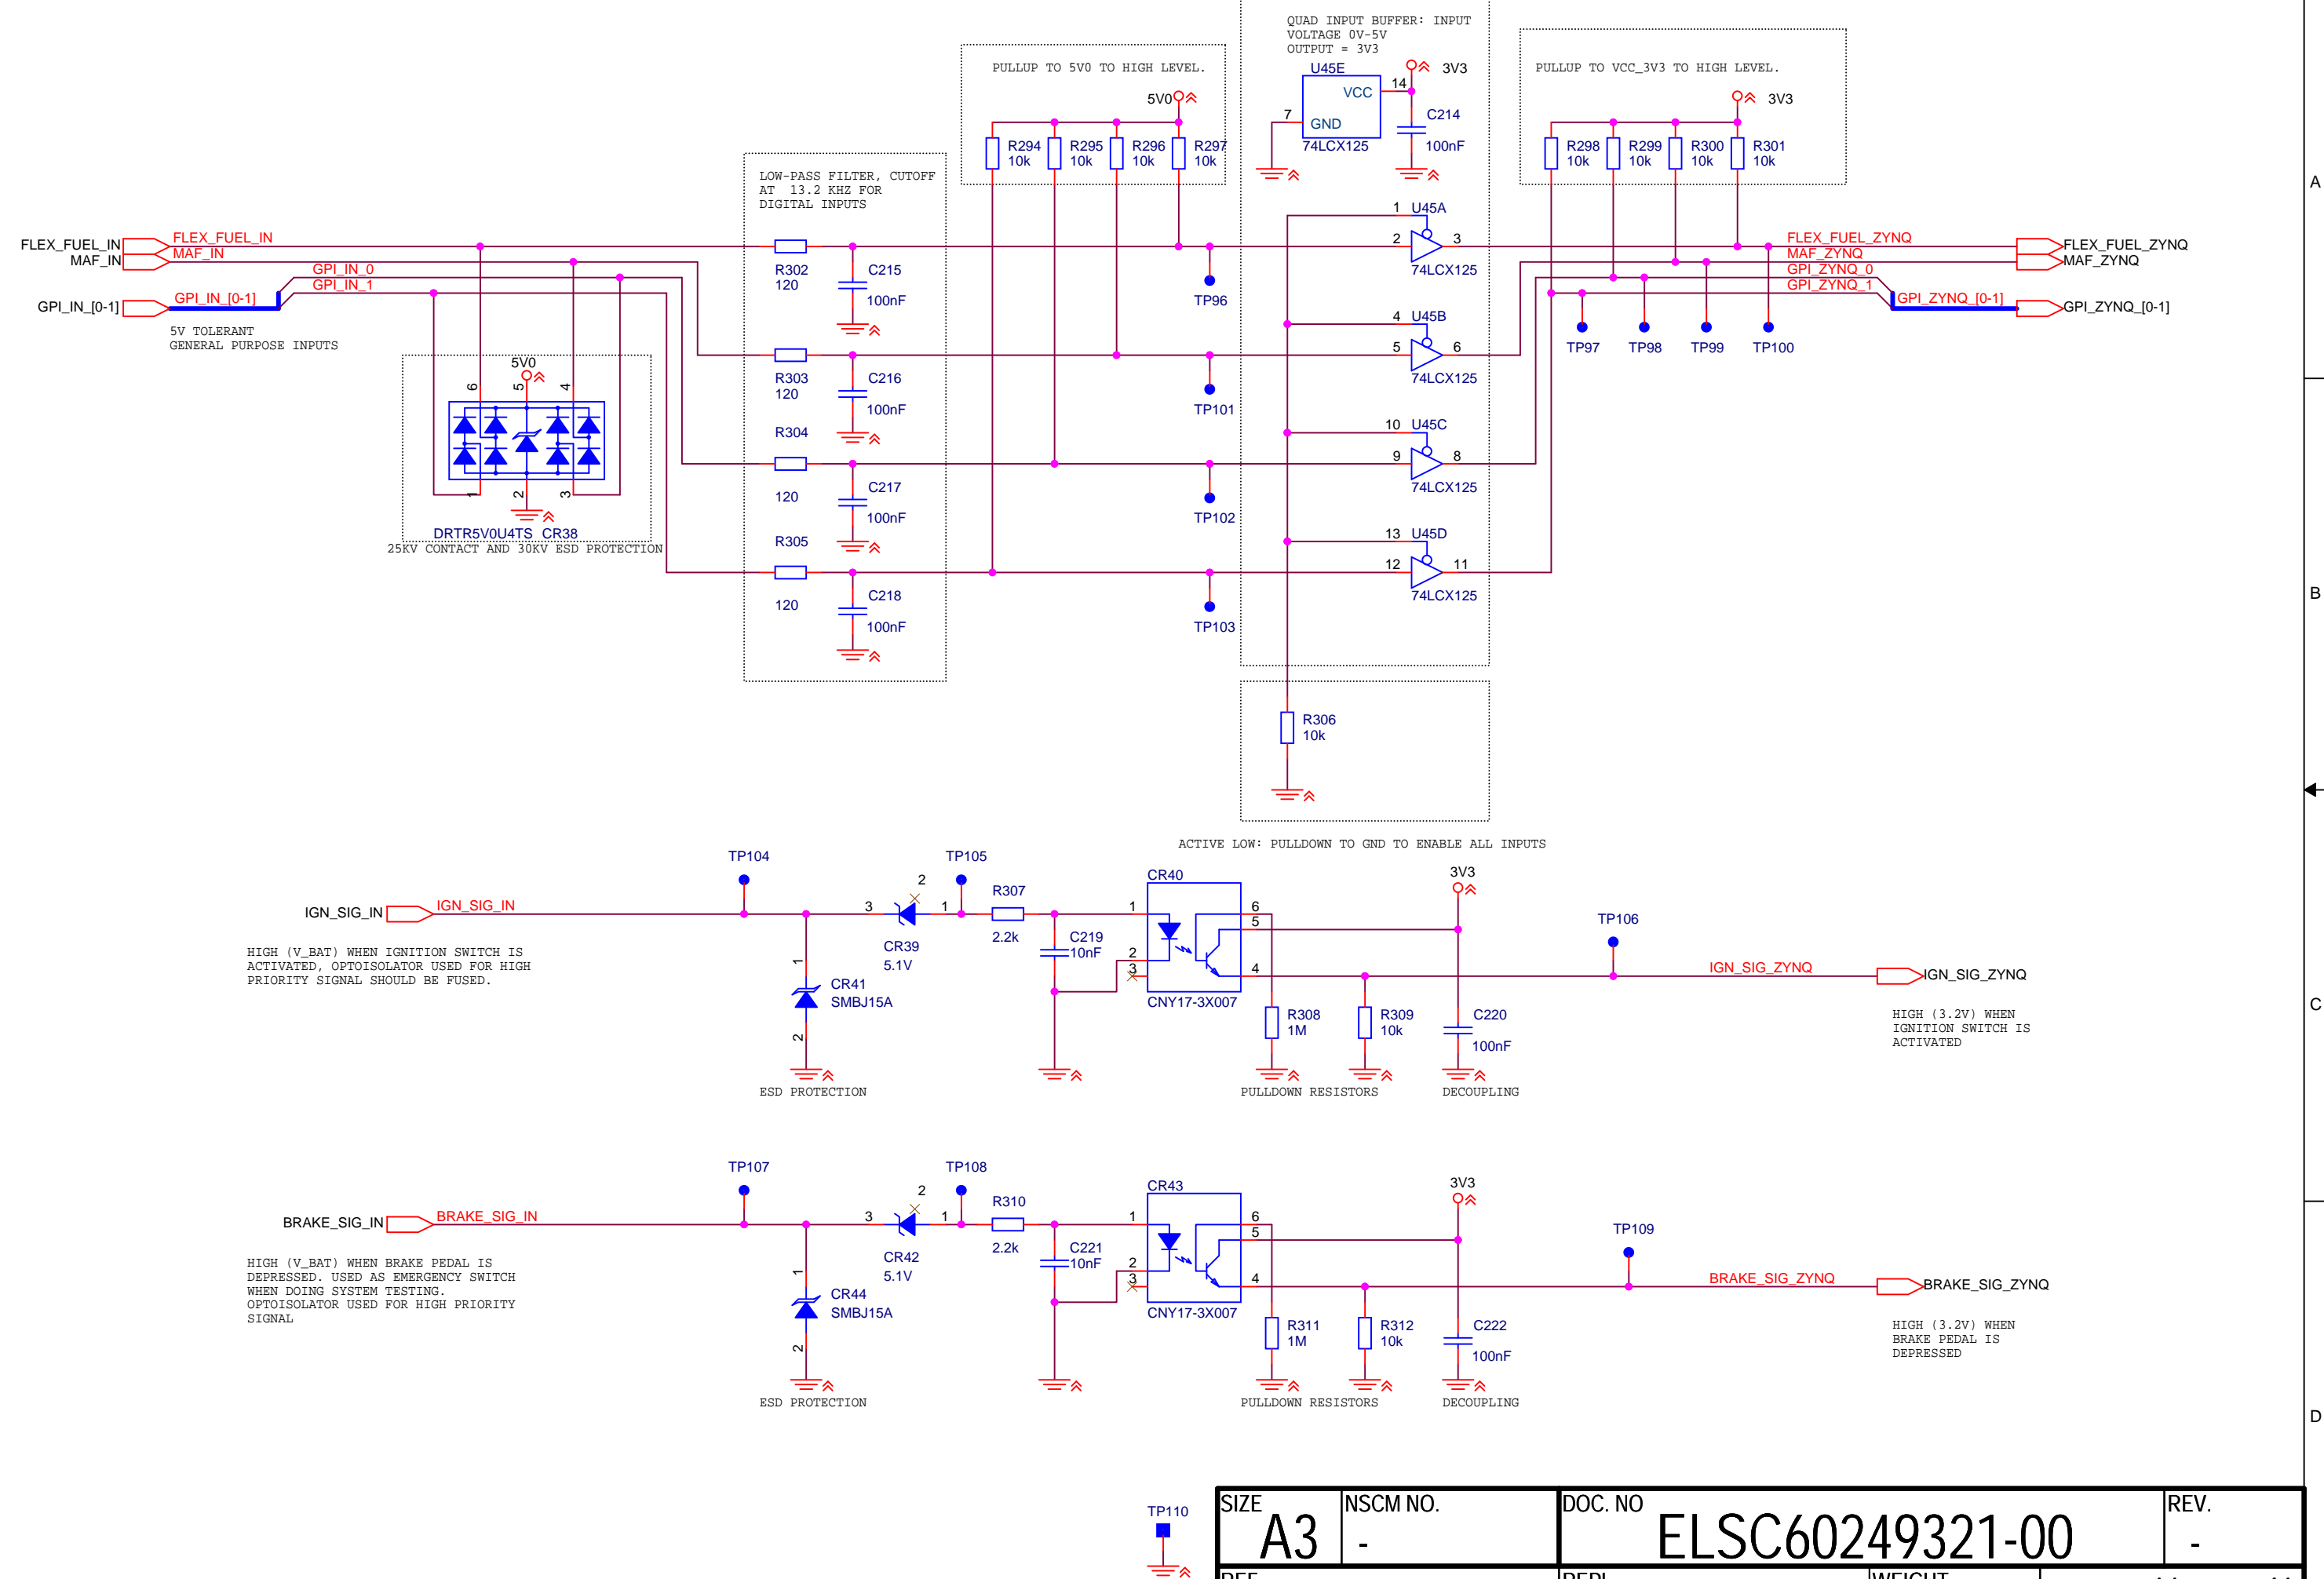 QUAD INPUT BUFFER: INPUT
VOLTAGE 0V-5V
OUTPUT = 3V3
U45E
VCC
14
3V3
7
GND
74LCX125
C214
100nF
PULLUP TO 5V0 TO HIGH LEVEL.
5V0
R294
10k
R295
10k
R296
10k
R297
10k
PULLUP TO VCC_3V3 TO HIGH LEVEL.
3V3
R298
10k
R299
10k
R300
10k
R301
10k
A
LOW-PASS FILTER, CUTOFF
AT 13.2 KHZ FOR
DIGITAL INPUTS
FLEX_FUEL_IN
FLEX_FUEL_IN
MAF_IN
MAF_IN
GPI_IN_0
GPI_IN_1
GPI_IN_[0-1]
GPI_IN_[0-1]
5V TOLERANT
GENERAL PURPOSE INPUTS
5V0
6
5
4
1
2
3
DRTR5V0U4TS CR38
25KV CONTACT AND 30KV ESD PROTECTION
R302
120
C215
100nF
R303
120
C216
100nF
R304
120
C217
100nF
R305
120
C218
100nF
TP96
TP101
TP102
TP103
1
U45A
2
3
74LCX125
4
U45B
5
6
74LCX125
10
U45C
9
8
74LCX125
13
U45D
12
11
74LCX125
FLEX_FUEL_ZYNQ
FLEX_FUEL_ZYNQ
MAF_ZYNQ
MAF_ZYNQ
GPI_ZYNQ_0
GPI_ZYNQ_1
GPI_ZYNQ_[0-1]
GPI_ZYNQ_[0-1]
TP97
TP98
TP99
TP100
B
R306
10k
ACTIVE LOW: PULLDOWN TO GND TO ENABLE ALL INPUTS
TP104
TP105
IGN_SIG_IN
IGN_SIG_IN
HIGH (V_BAT) WHEN IGNITION SWITCH IS
ACTIVATED, OPTOISOLATOR USED FOR HIGH
PRIORITY SIGNAL SHOULD BE FUSED.
3
2
1
CR39
5.1V
1
CR41
SMBJ15A
2
ESD PROTECTION
R307
2.2k
C219
10nF
CR40
1
2
3
6
5
4
CNY17-3X007
3V3
R308
1M
R309
10k
C220
100nF
PULLDOWN RESISTORS
DECOUPLING
TP106
IGN_SIG_ZYNQ
IGN_SIG_ZYNQ
HIGH (3.2V) WHEN
IGNITION SWITCH IS
ACTIVATED
C
TP107
TP108
BRAKE_SIG_IN
BRAKE_SIG_IN
HIGH (V_BAT) WHEN BRAKE PEDAL IS
DEPRESSED. USED AS EMERGENCY SWITCH
WHEN DOING SYSTEM TESTING.
OPTOISOLATOR USED FOR HIGH PRIORITY
SIGNAL
3
2
1
CR42
5.1V
1
CR44
SMBJ15A
2
ESD PROTECTION
R310
2.2k
C221
10nF
CR43
1
2
3
6
5
4
CNY17-3X007
3V3
R311
1M
R312
10k
C222
100nF
PULLDOWN RESISTORS
DECOUPLING
TP109
BRAKE_SIG_ZYNQ
BRAKE_SIG_ZYNQ
HIGH (3.2V) WHEN
BRAKE PEDAL IS
DEPRESSED
D
TP110
SIZE
A3
NSCM NO.
-
DOC. NO
ELSC60249321-00
REV.
-
WEIGHT